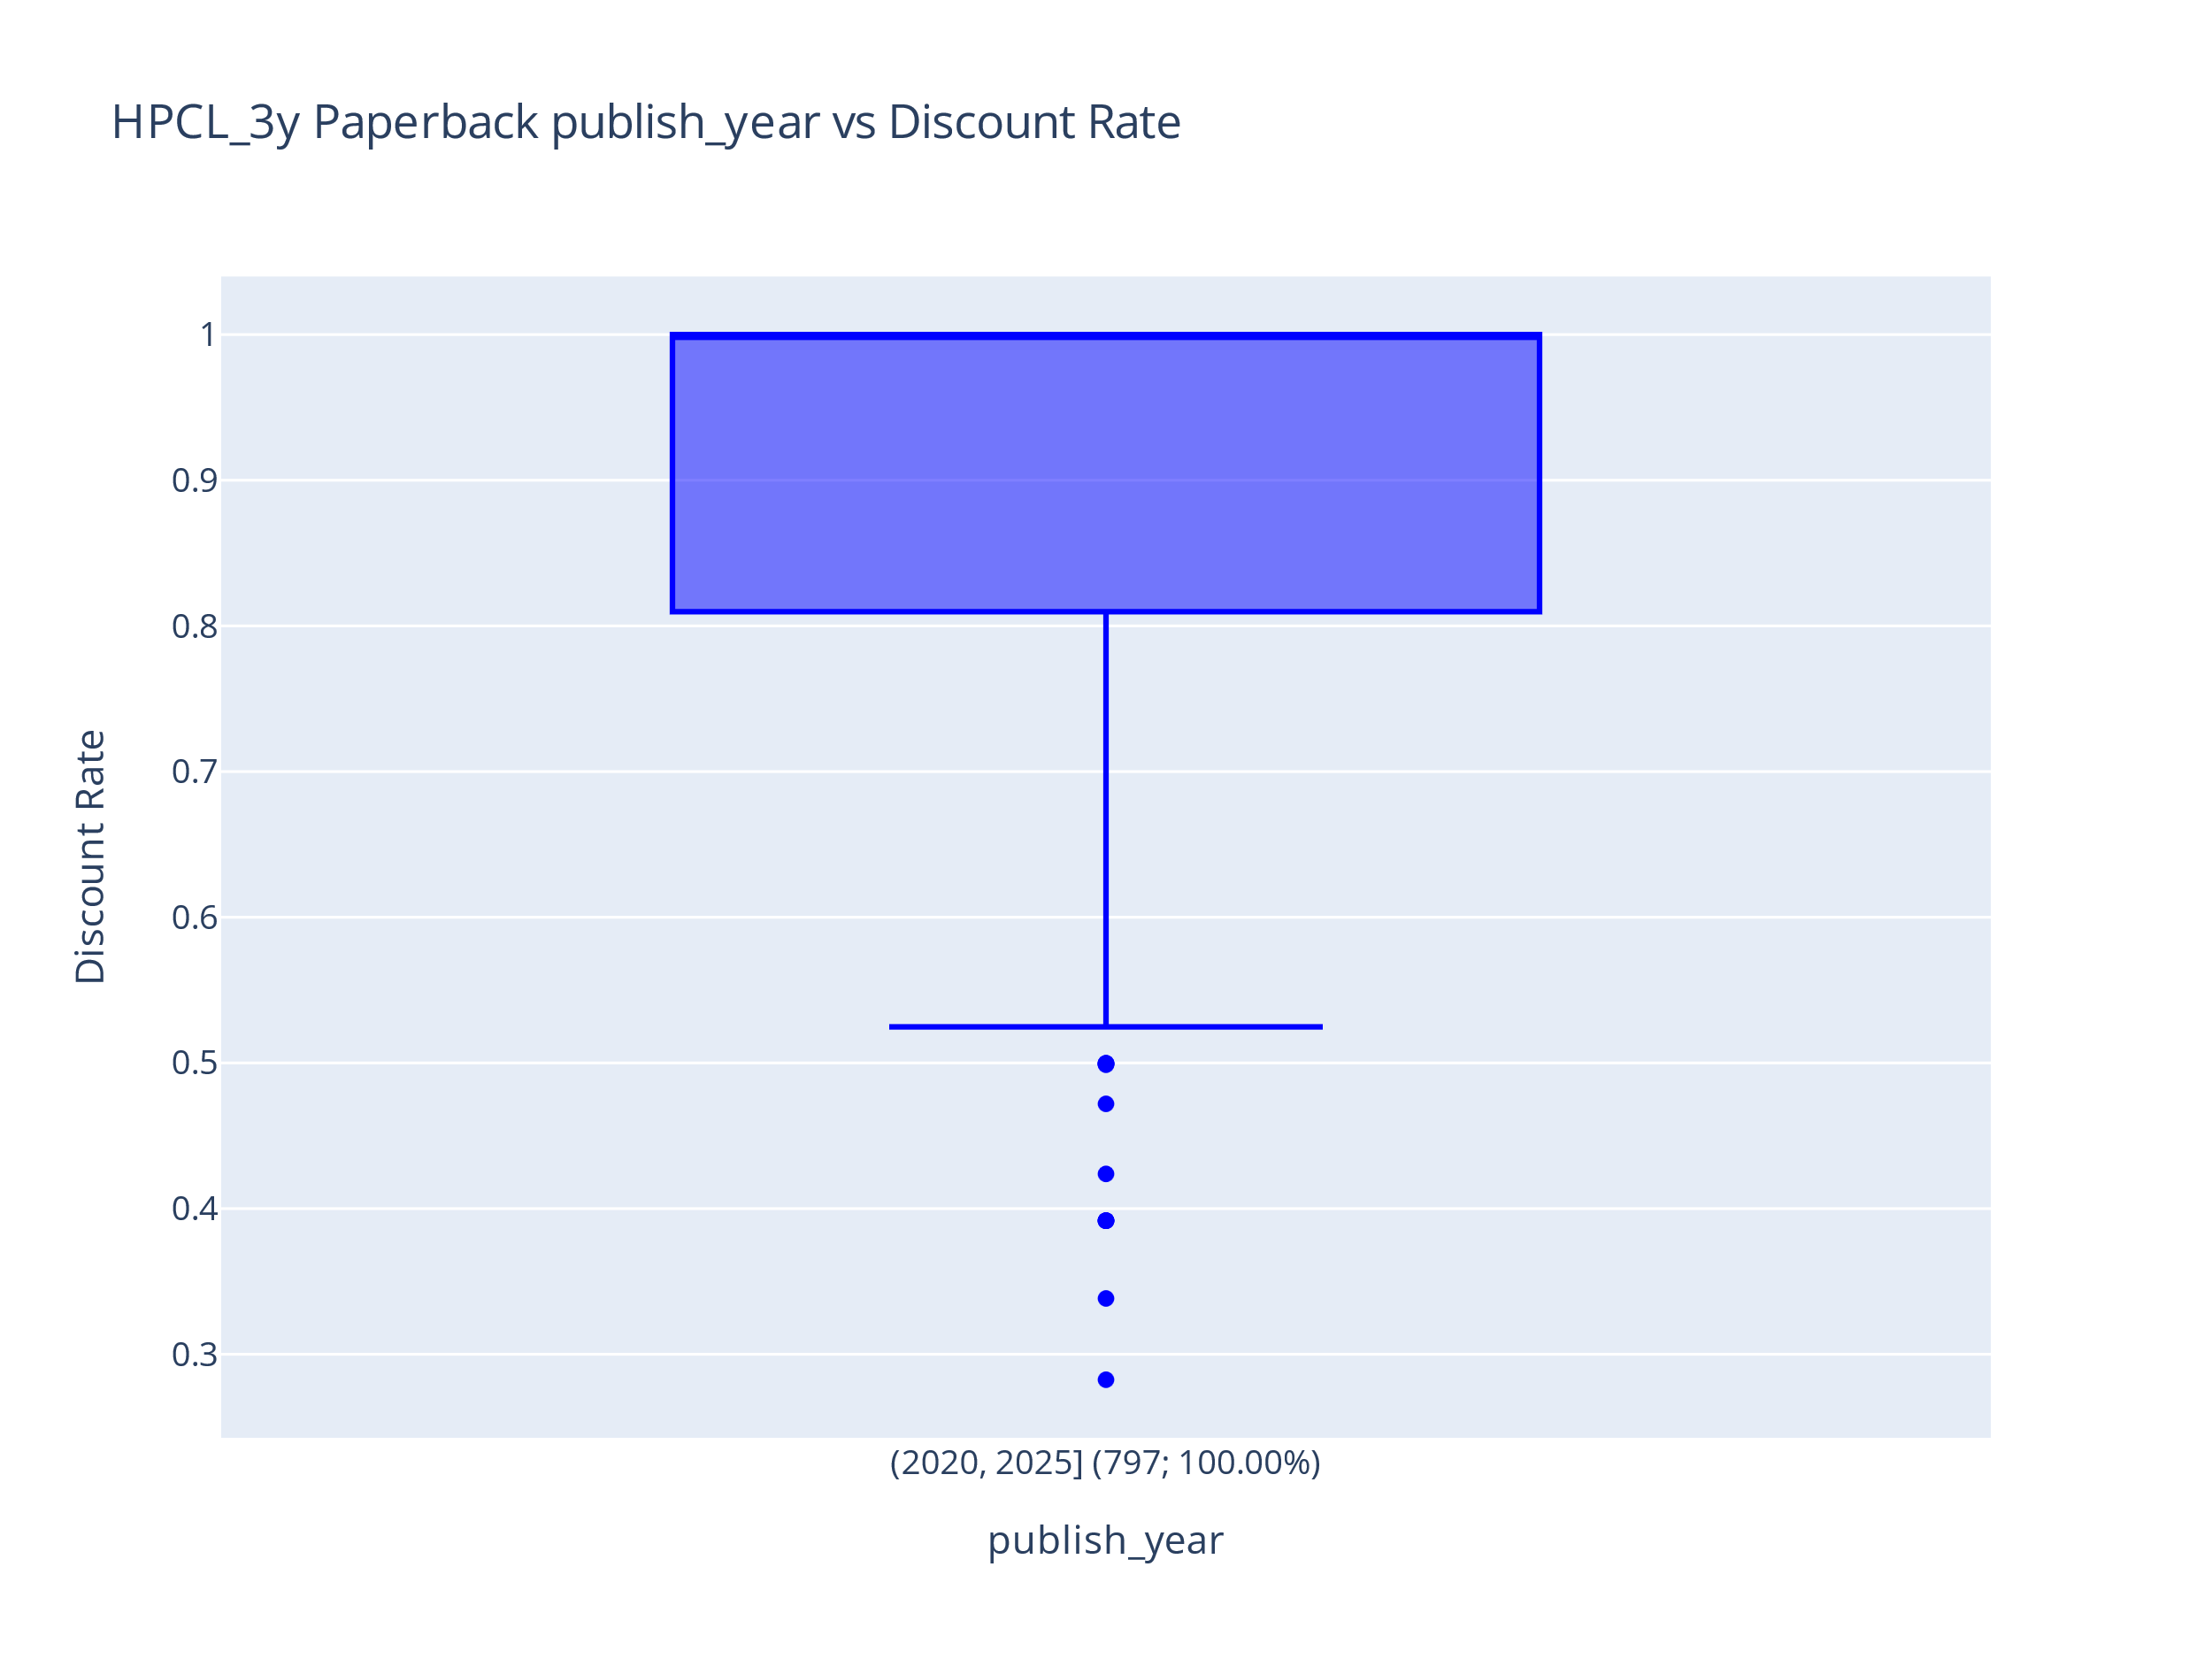 HPCL_3y Paperback publish_year vs Discount Rate
1
0.9
0.8
0.7
0.6
0.5
0.4
0.3
Discount Rate
(2020, 2025] (797; 100.00%)
publish_year